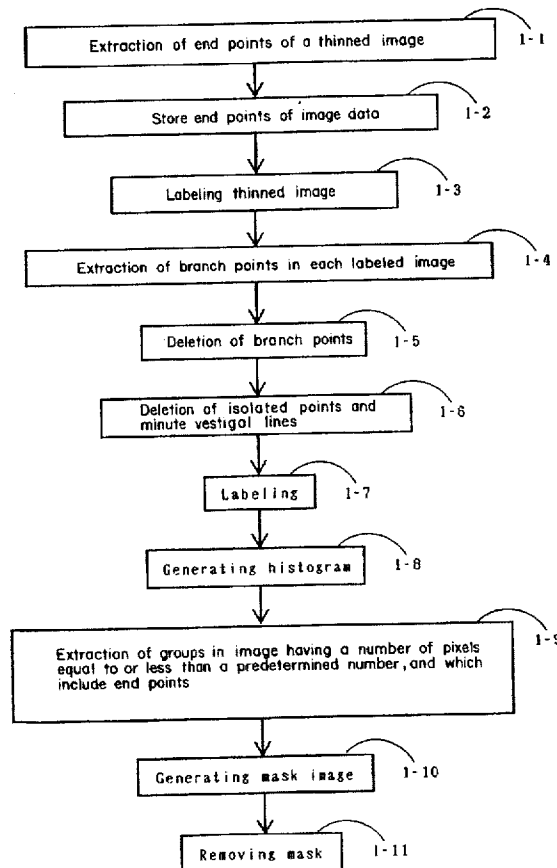 Extraction of end points of a thinned image
1-1
Store end points of image data
1-2
Labeling thinned image
1-3
Extraction of branch points in each labeled image
1-4
Deletion of branch points
1-5
Deletion of isolated points and
minute vestigal lines
1-6
Labeling
1-7
Generating histogram
1-8
Extraction of groups in image having a number of pixels
equal to or less than a predetermined number, and which
include end points
1-9
Generating mask image
1-10
Removing mask
1-11